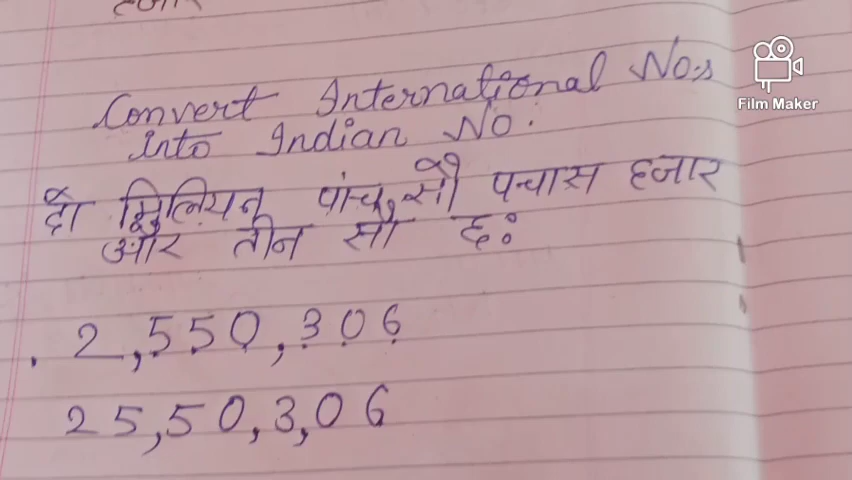 Convert International No:s
into Indian No.
दो मिलियन पांच सौ पचास हजार
और तीन सौ छः
2,550,306
25,50,3,06
Film Maker